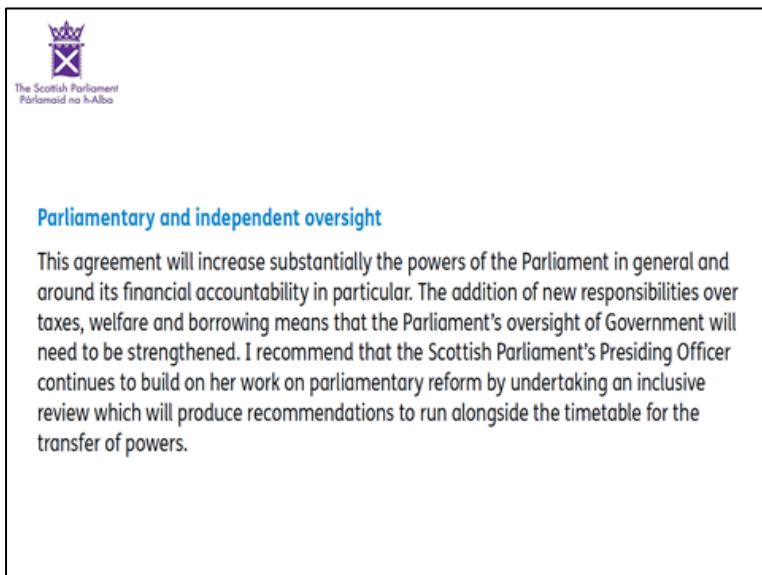 The Scottish Parliament
Pàrlamaid na h-Alba
Parliamentary and independent oversight
This agreement will increase substantially the powers of the Parliament in general and
around its financial accountability in particular. The addition of new responsibilities over
taxes, welfare and borrowing means that the Parliament's oversight of Government will
need to be strengthened. I recommend that the Scottish Parliament's Presiding Officer
continues to build on her work on parliamentary reform by undertaking an inclusive
review which will produce recommendations to run alongside the timetable for the
transfer of powers.